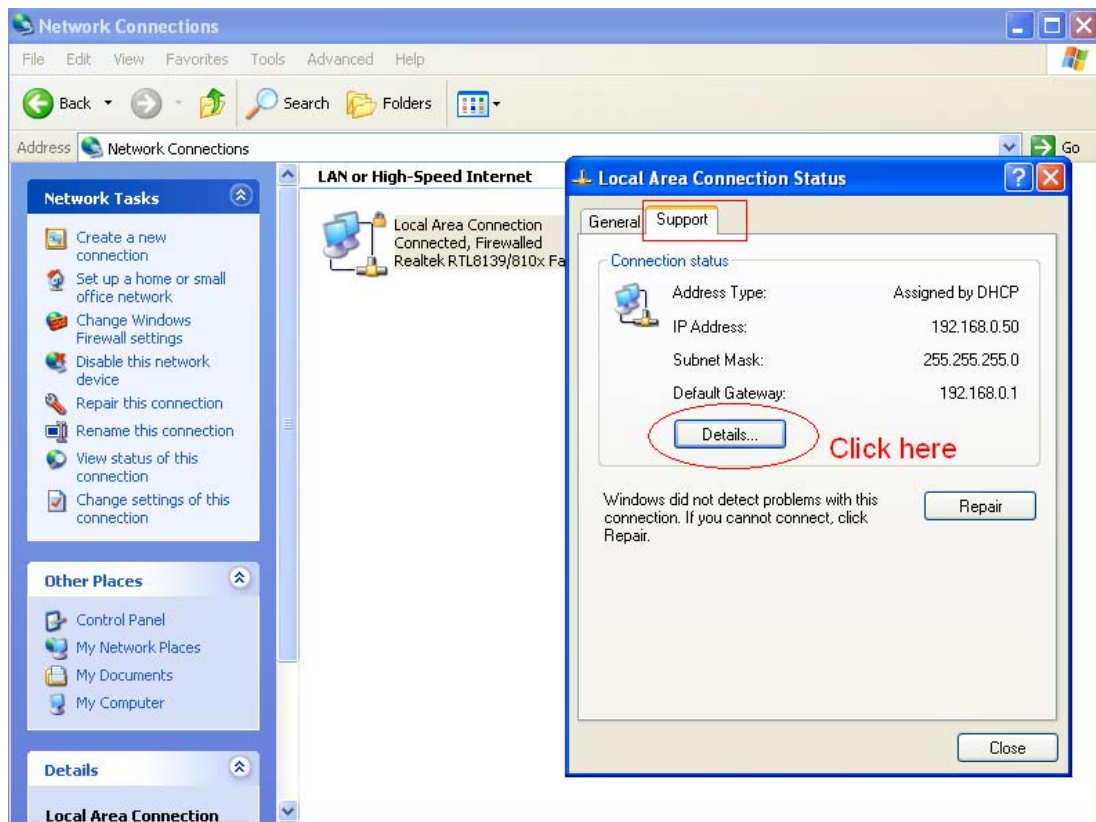 Network Connections
File Edit View Favorites Tools Advanced Help
Back Search Folders
Address Network Connections Go
Network Tasks
Create a new
connection
Set up a home or small
office network
Change Windows
Firewall settings
Disable this network
device
Repair this connection
Rename this connection
View status of this
connection
Change settings of this
connection
Other Places
Control Panel
My Network Places
My Documents
My Computer
Details
Local Area Connection
LAN or High-Speed Internet
Local Area Connection
Connected, Firewalled
Realtek RTL8139/810x Fa
Local Area Connection Status
General Support
Connection status
Address Type: Assigned by DHCP
IP Address: 192.168.0.50
Subnet Mask: 255.255.255.0
Default Gateway: 192.168.0.1
Details...
Click here
Windows did not detect problems with this
connection. If you cannot connect, click
Repair.
Repair
Close